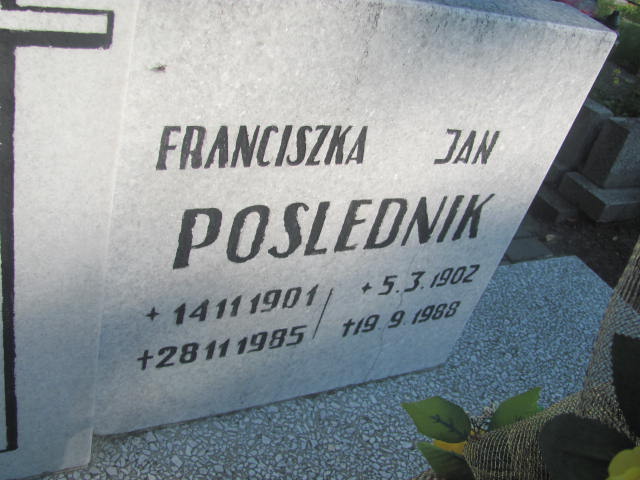 FRANCISZKA JAN
POSLEDNIK
+ 14 11 1901 / + 5.3.1902
+ 28 11 1985 / + 19 9.1988